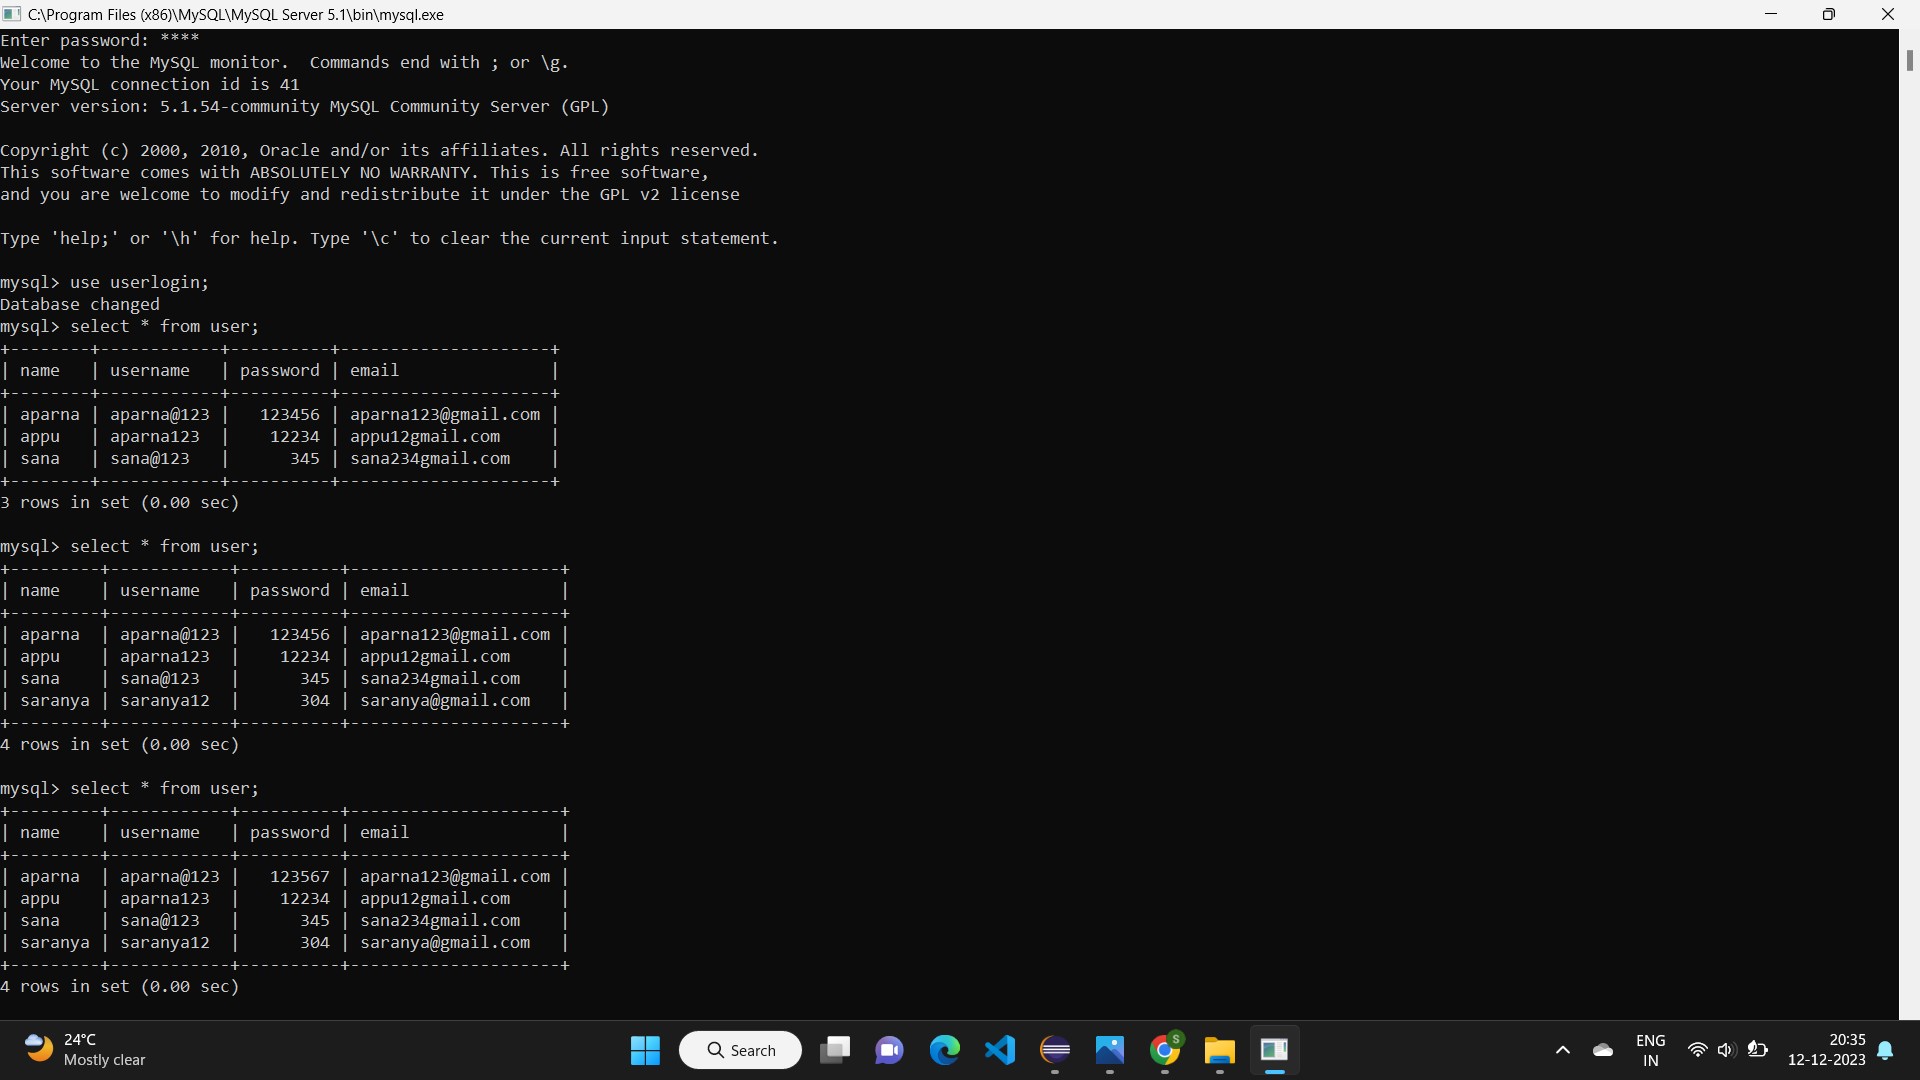 C:\Program Files (x86)\MySQL\MySQL Server 5.1\bin\mysql.exe
Enter password: ****
Welcome to the MySQL monitor.  Commands end with ; or \g.
Your MySQL connection id is 41
Server version: 5.1.54-community MySQL Community Server (GPL)
Copyright (c) 2000, 2010, Oracle and/or its affiliates. All rights reserved.
This software comes with ABSOLUTELY NO WARRANTY. This is free software,
and you are welcome to modify and redistribute it under the GPL v2 license
Type 'help;' or '\h' for help. Type '\c' to clear the current input statement.
mysql> use userlogin;
Database changed
mysql> select * from user;
+--------+------------+----------+---------------------+
| name   | username   | password | email               |
+--------+------------+----------+---------------------+
| aparna | aparna@123 |   123456 | aparna123@gmail.com |
| appu   | aparna123  |    12234 | appu12gmail.com     |
| sana   | sana@123   |      345 | sana234gmail.com    |
+--------+------------+----------+---------------------+
3 rows in set (0.00 sec)
mysql> select * from user;
+---------+------------+----------+---------------------+
| name    | username   | password | email               |
+---------+------------+----------+---------------------+
| aparna  | aparna@123 |   123456 | aparna123@gmail.com |
| appu    | aparna123  |    12234 | appu12gmail.com     |
| sana    | sana@123   |      345 | sana234gmail.com    |
| saranya | saranya12  |      304 | saranya@gmail.com   |
+---------+------------+----------+---------------------+
4 rows in set (0.00 sec)
mysql> select * from user;
+---------+------------+----------+---------------------+
| name    | username   | password | email               |
+---------+------------+----------+---------------------+
| aparna  | aparna@123 |   123567 | aparna123@gmail.com |
| appu    | aparna123  |    12234 | appu12gmail.com     |
| sana    | sana@123   |      345 | sana234gmail.com    |
| saranya | saranya12  |      304 | saranya@gmail.com   |
+---------+------------+----------+---------------------+
4 rows in set (0.00 sec)
24°C
Mostly clear
Search
S
ENG
IN
20:35
12-12-2023